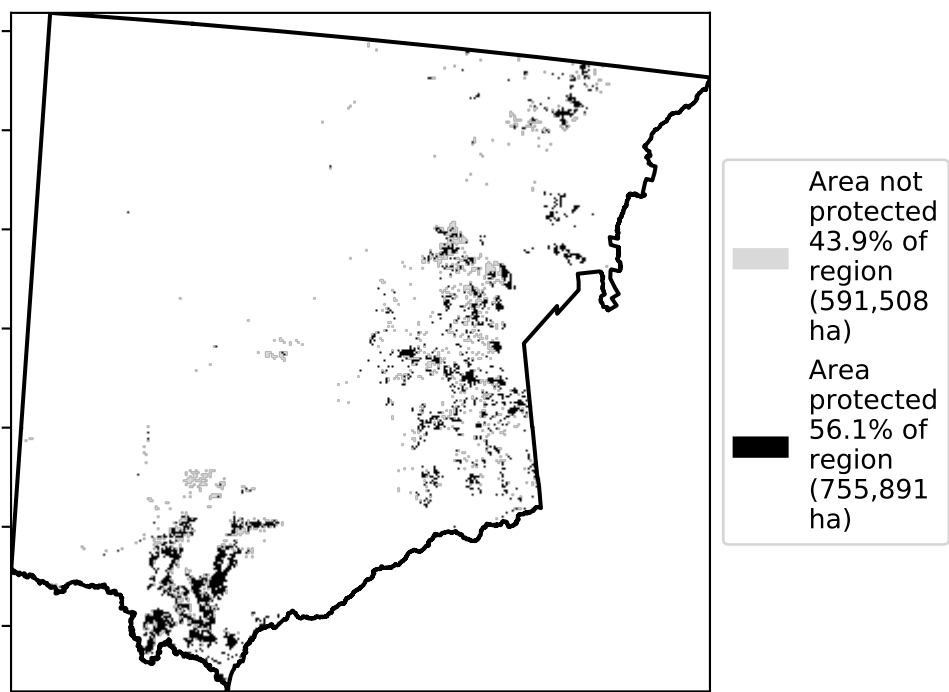 Area not
protected
43.9% of
region
(591,508
ha)
Area
protected
56.1% of
region
(755,891
ha)